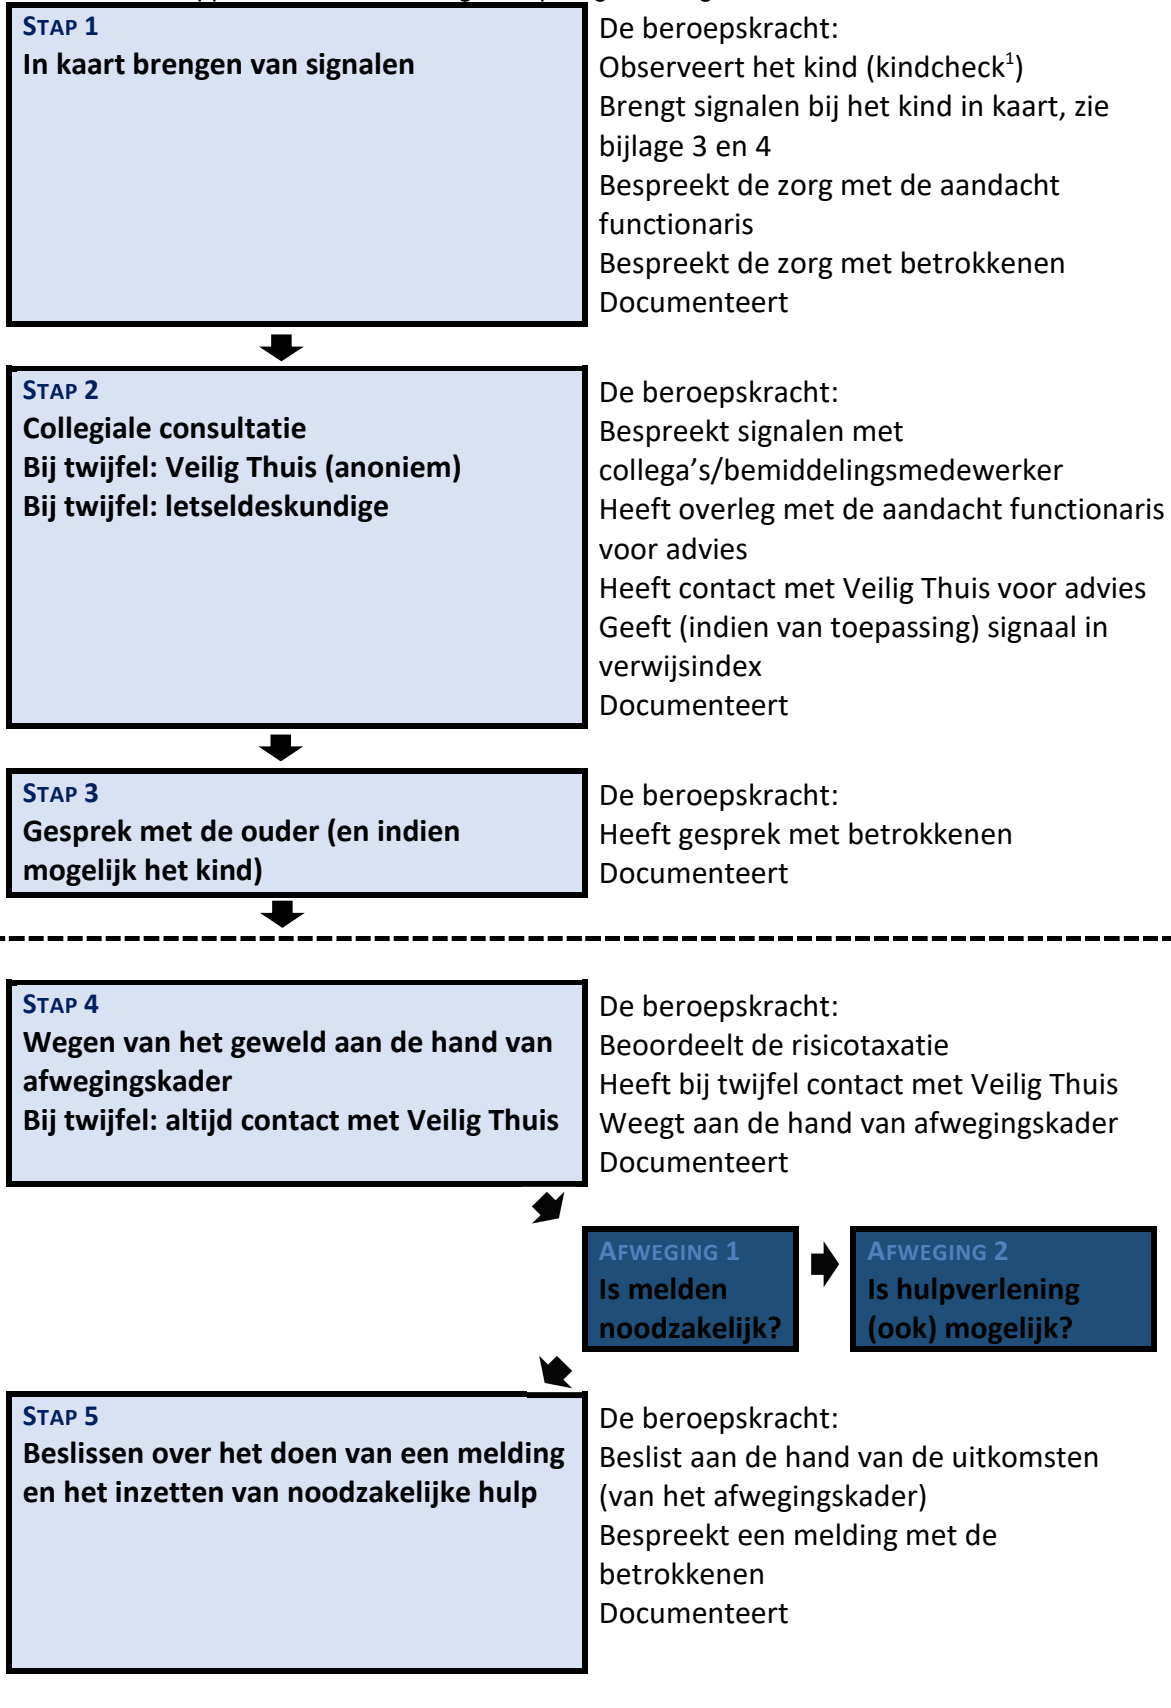 STAP 1
In kaart brengen van signalen
De beroepskracht:
Observeert het kind (kindcheck1)
Brengt signalen bij het kind in kaart, zie
bijlage 3 en 4
Bespreekt de zorg met de aandacht
functionaris
Bespreekt de zorg met betrokkenen
Documenteert
STAP 2
Collegiale consultatie
Bij twijfel: Veilig Thuis (anoniem)
Bij twijfel: letseldeskundige
De beroepskracht:
Bespreekt signalen met
collega’s/bemiddelingsmedewerker
Heeft overleg met de aandacht functionaris
voor advies
Heeft contact met Veilig Thuis voor advies
Geeft (indien van toepassing) signaal in
verwijsindex
Documenteert
STAP 3
Gesprek met de ouder (en indien
mogelijk het kind)
De beroepskracht:
Heeft gesprek met betrokkenen
Documenteert
STAP 4
Wegen van het geweld aan de hand van
afwegingskader
Bij twijfel: altijd contact met Veilig Thuis
De beroepskracht:
Beoordeelt de risicotaxatie
Heeft bij twijfel contact met Veilig Thuis
Weegt aan de hand van afwegingskader
Documenteert
AFWEGING 1
Is melden
noodzakelijk?
AFWEGING 2
Is hulpverlening
(ook) mogelijk?
STAP 5
Beslissen over het doen van een melding
en het inzetten van noodzakelijke hulp
De beroepskracht:
Beslist aan de hand van de uitkomsten
(van het afwegingskader)
Bespreekt een melding met de
betrokkenen
Documenteert